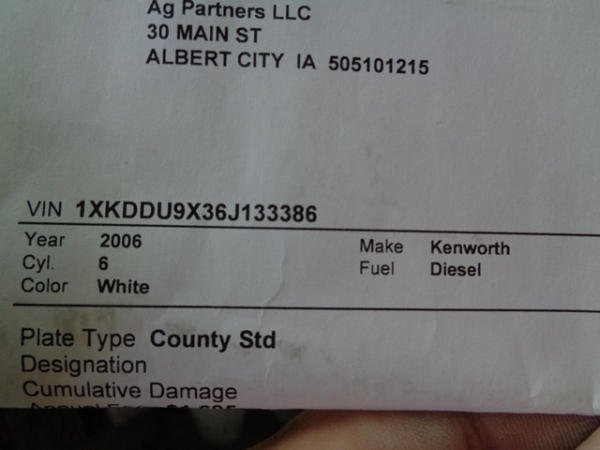 Ag Partners LLC
30 MAIN ST
ALBERT CITY IA 505101215
VIN 1XKDDU9X36J133386
Year 2006 Make Kenworth
Cyl. 6 Fuel Diesel
Color White
Plate Type County Std
Designation
Cumulative Damage